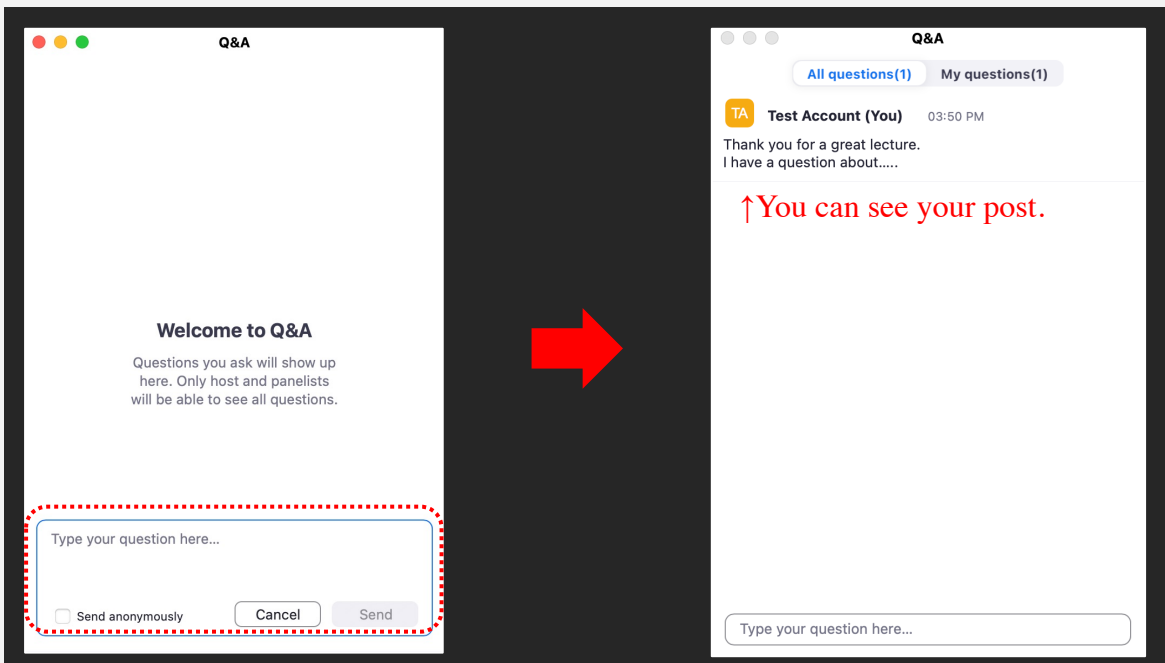 Q&A
Welcome to Q&A
Questions you ask will show up
here. Only host and panelists
will be able to see all questions.
Type your question here...
Send anonymously
Cancel
Send
Q&A
All questions(1)
My questions(1)
TA
Test Account (You)
03:50 PM
Thank you for a great lecture.
I have a question about.....
↑You can see your post.
Type your question here...